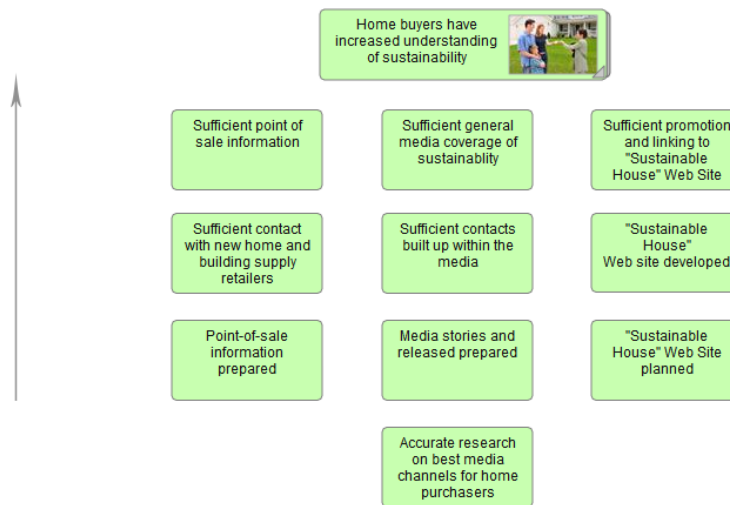 Home buyers have
increased understanding
of sustainability
Sufficient point of
sale information
Sufficient general
media coverage of
sustainablity
Sufficient promotion
and linking to
"Sustainable
House" Web Site
Sufficient contact
with new home and
building supply
retailers
Sufficient contacts
built up within the
media
"Sustainable
House"
Web site developed
Point-of-sale
information
prepared
Media stories and
released prepared
"Sustainable
House" Web Site
planned
Accurate research
on best media
channels for home
purchasers